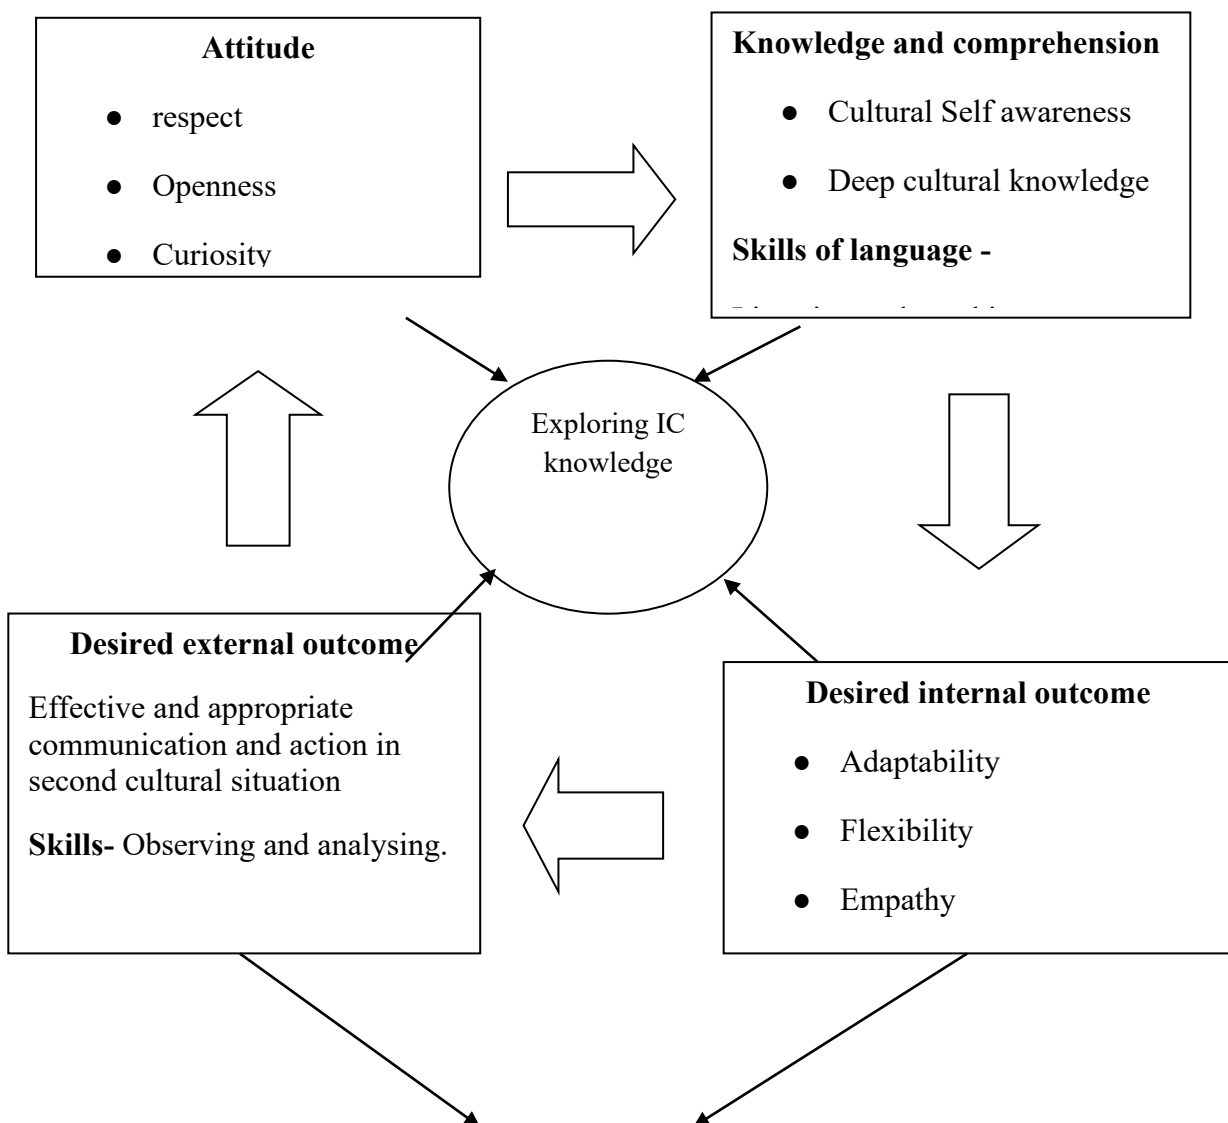 Attitude
● respect
● Openness
● Curiosity
Knowledge and comprehension
● Cultural Self awareness
● Deep cultural knowledge
Skills of language -
Exploring IC
knowledge
Desired external outcome
Effective and appropriate
communication and action in
second cultural situation
Skills- Observing and analysing.
Desired internal outcome
● Adaptability
● Flexibility
● Empathy